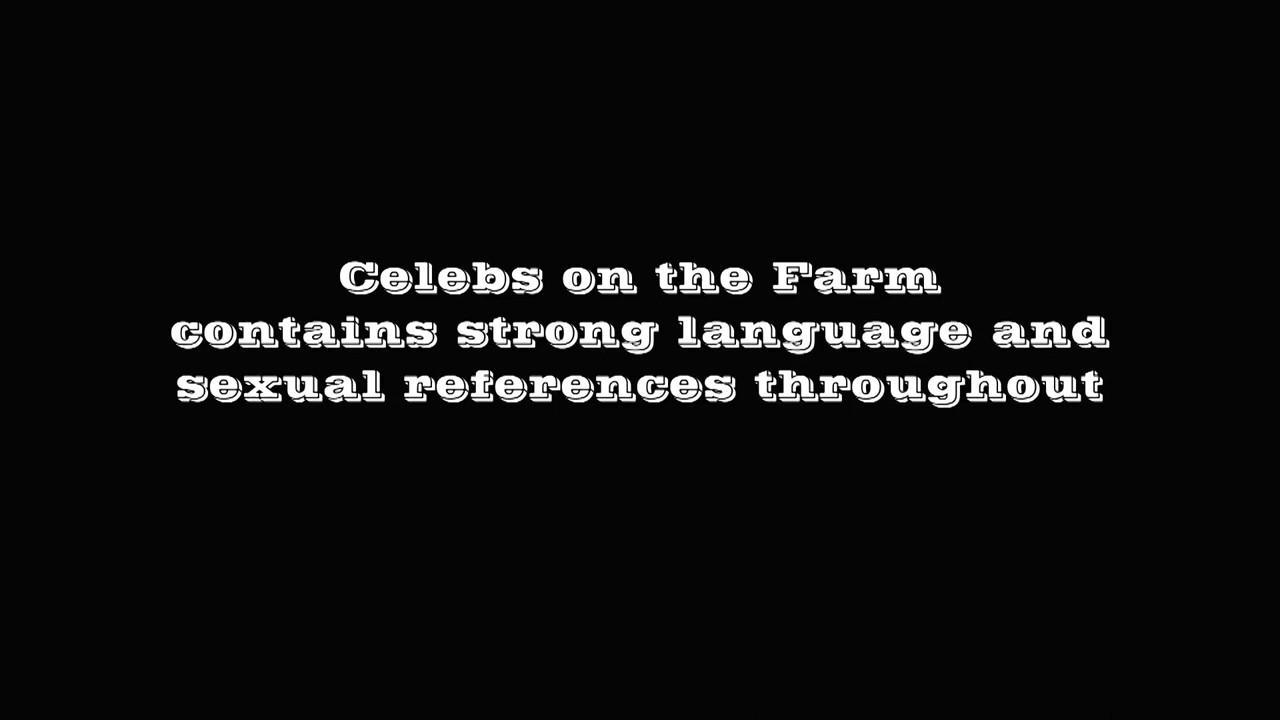 Celebs on the Farm
contains strong language and
sexual references throughout